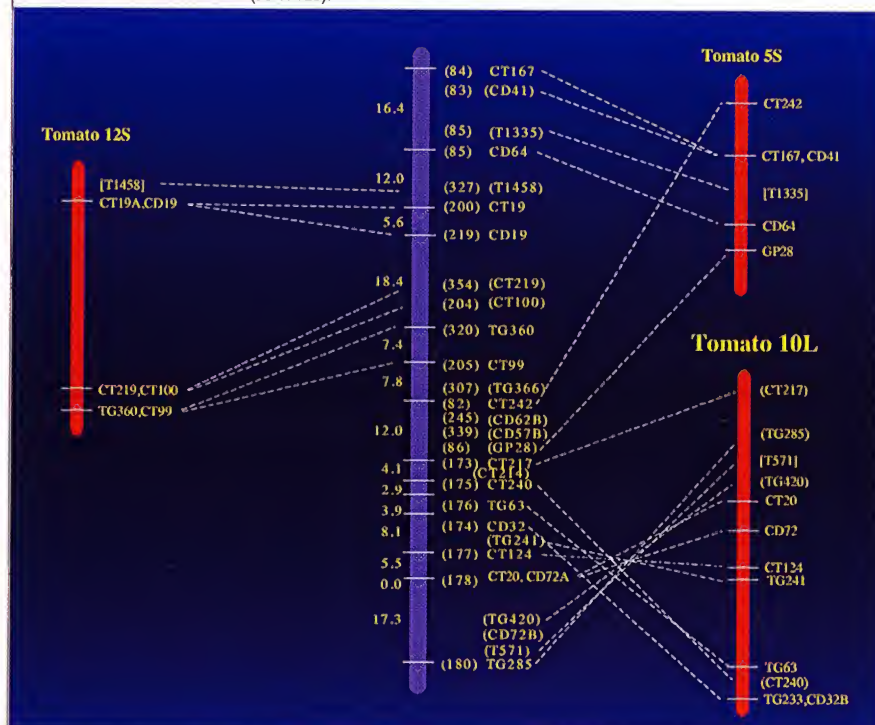 Tomato 12S
[T1458]
CT19A,CD19
CT219,CT100
TG360,CT99
16.4
12.0
5.6
18.4
7.4
7.8
12.0
4.1
2.9
3.9
8.1
5.5
0.0
17.3
(84) CT167
(83) (CD41)
(85) (T1335)
(85) CD64
(327) (T1458)
(200) CT19
(219) CD19
(354) (CT219)
(204) (CT100)
(320) TG360
(205) CT99
(307) (TG366)
(82) CT242
(245) (CD62B)
(339) (CD57B)
(86) (GP28)
(173) CT217
(CT214)
(175) CT240
(176) TG63
(174) CD32
(TG241)
(177) CT124
(178) CT20, CD72A
(TG420)
(CD72B)
(T571)
(180) TG285
Tomato 5S
CT242
CT167, CD41
[T1335]
CD64
GP28
Tomato 10L
(CT217)
(TG285)
[T571]
(TG420)
CT20
CD72
CT124
TG241
TG63
(CT240)
TG233,CD32B